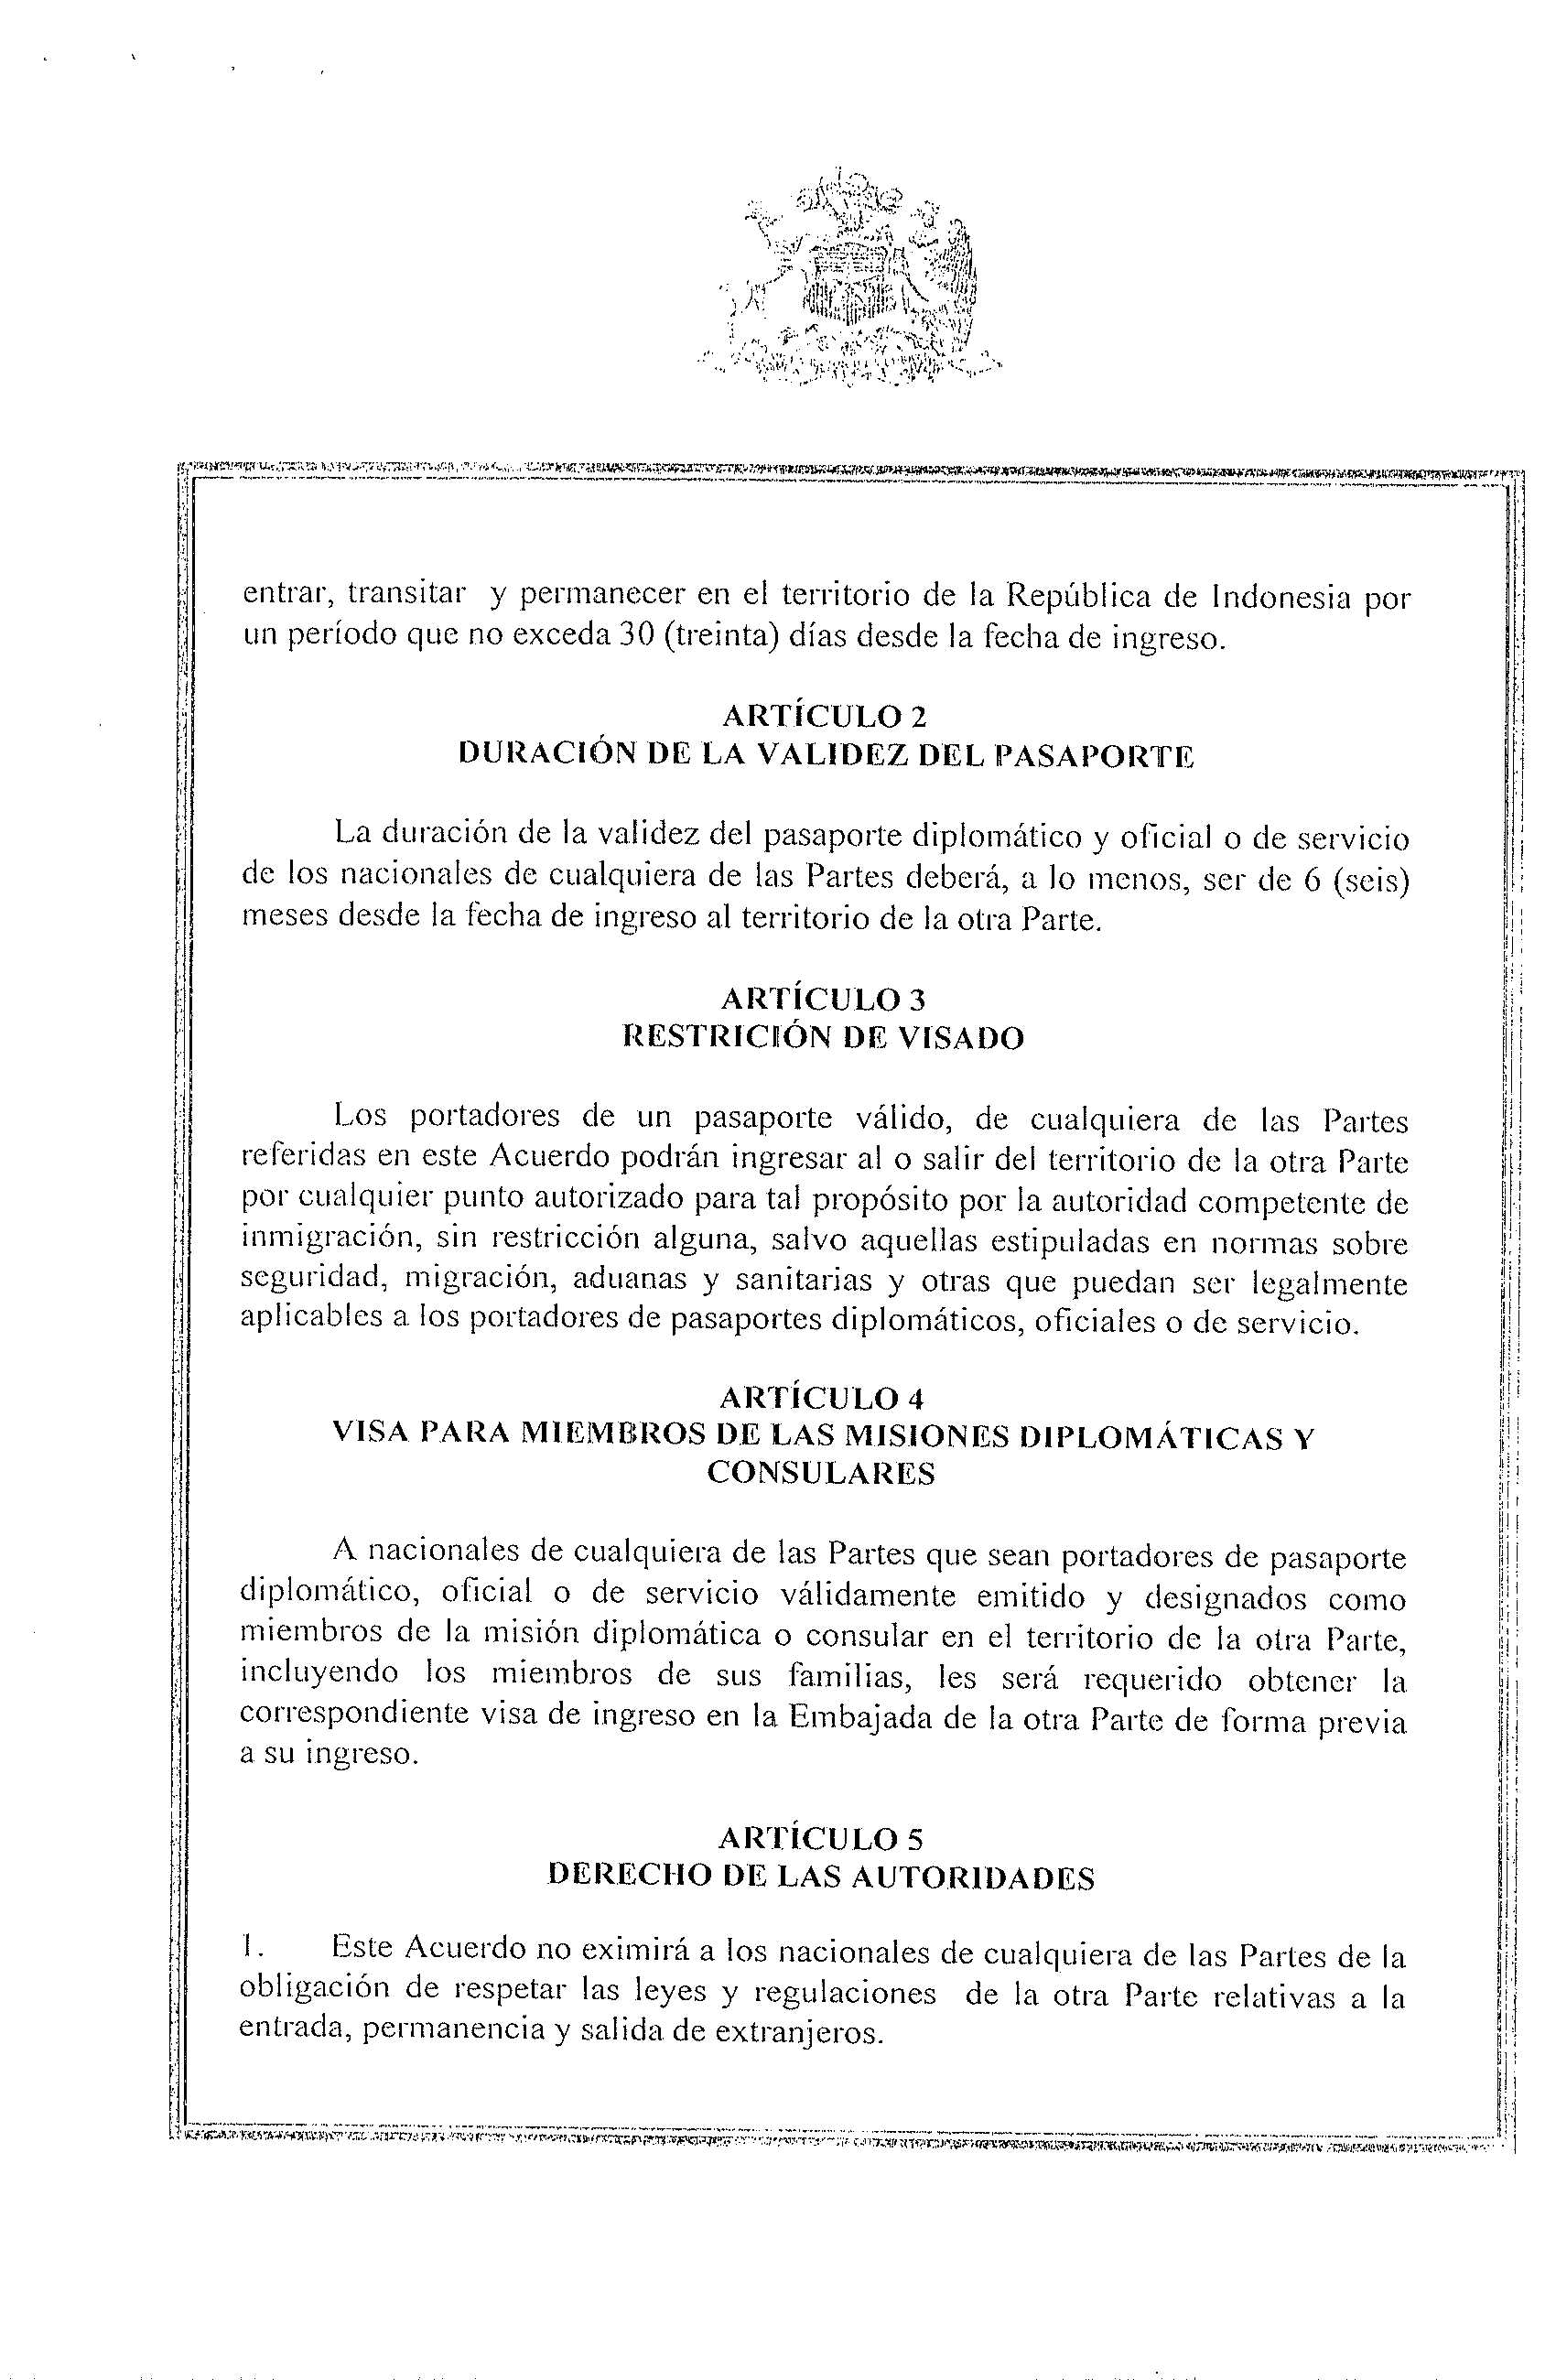 entrar, transitar y permanecer en el territorio de la República de Indonesia por
un período que no exceda 30 (treinta) días desde la fecha de ingreso.
ARTÍCULO 2
DURACIÓN DE LA VALIDEZ DEL PASAPORTE
La duración de la validez del pasaporte diplomático y oficial o de servicio
de los nacionales de cualquiera de las Partes deberá, a lo menos, ser de 6 (seis)
meses desde la fecha de ingreso al territorio de la otra Parte.
ARTÍCULO 3
RESTRICIÓN DE VISADO
Los portadores de un pasaporte válido, de cualquiera de las Partes
referidas en este Acuerdo podrán ingresar al o salir del territorio de la otra Parte
por cualquier punto autorizado para tal propósito por la autoridad competente de
inmigración, sin restricción alguna, salvo aquellas estipuladas en normas sobre
seguridad, migración, aduanas y sanitarias y otras que puedan ser legalmente
aplicables a los portadores de pasaportes diplomáticos, oficiales o de servicio.
ARTÍCULO 4
VISA PARA MIEMBROS DE LAS MISIONES DIPLOMÁTICAS Y
CONSULARES
A nacionales de cualquiera de las Partes que sean portadores de pasaporte
diplomático, oficial o de servicio válidamente emitido y designados como
miembros de la misión diplomática o consular en el territorio de la otra Parte,
incluyendo los miembros de sus familias, les será requerido obtener la
correspondiente visa de ingreso en la Embajada de la otra Parte de forma previa
a su ingreso.
ARTÍCULO 5
DERECHO DE LAS AUTORIDADES
1. Este Acuerdo no eximirá a los nacionales de cualquiera de las Partes de la
obligación de respetar las leyes y regulaciones de la otra Parte relativas a la
entrada, permanencia y salida de extranjeros.